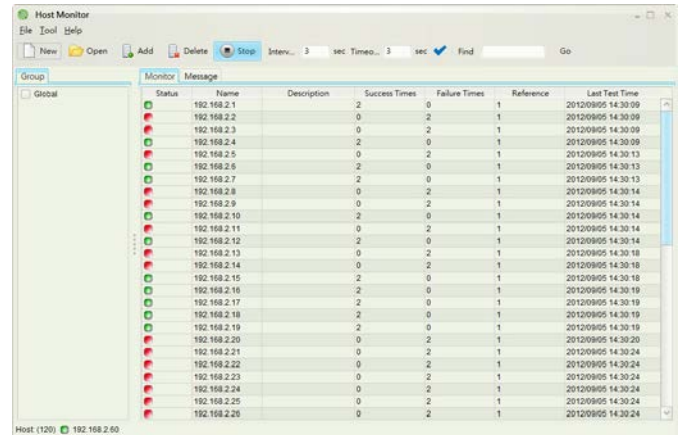 Host Monitor
File Tool Help
New Open Add Delete Stop Interv... 3 sec Timeo... 3 sec Find Go
Group
Monitor Message
Global
Status Name Description Success Times Failure Times Reference Last Test Time
192.168.2.1 2 0 1 2012/09/05 14:30:09
192.168.2.2 0 2 1 2012/09/05 14:30:09
192.168.2.3 0 2 1 2012/09/05 14:30:09
192.168.2.4 2 0 1 2012/09/05 14:30:09
192.168.2.5 0 2 1 2012/09/05 14:30:13
192.168.2.6 2 0 1 2012/09/05 14:30:13
192.168.2.7 2 0 1 2012/09/05 14:30:13
192.168.2.8 0 2 1 2012/09/05 14:30:14
192.168.2.9 0 2 1 2012/09/05 14:30:14
192.168.2.10 2 0 1 2012/09/05 14:30:14
192.168.2.11 0 2 1 2012/09/05 14:30:14
192.168.2.12 2 0 1 2012/09/05 14:30:14
192.168.2.13 0 2 1 2012/09/05 14:30:18
192.168.2.14 0 2 1 2012/09/05 14:30:18
192.168.2.15 2 0 1 2012/09/05 14:30:18
192.168.2.16 2 0 1 2012/09/05 14:30:19
192.168.2.17 2 0 1 2012/09/05 14:30:19
192.168.2.18 2 0 1 2012/09/05 14:30:19
192.168.2.19 2 0 1 2012/09/05 14:30:19
192.168.2.20 0 2 1 2012/09/05 14:30:20
192.168.2.21 0 2 1 2012/09/05 14:30:24
192.168.2.22 0 2 1 2012/09/05 14:30:24
192.168.2.23 0 2 1 2012/09/05 14:30:24
192.168.2.24 0 2 1 2012/09/05 14:30:24
192.168.2.25 0 2 1 2012/09/05 14:30:24
192.168.2.26 0 2 1 2012/09/05 14:30:24
Host (120) 192.168.2.60